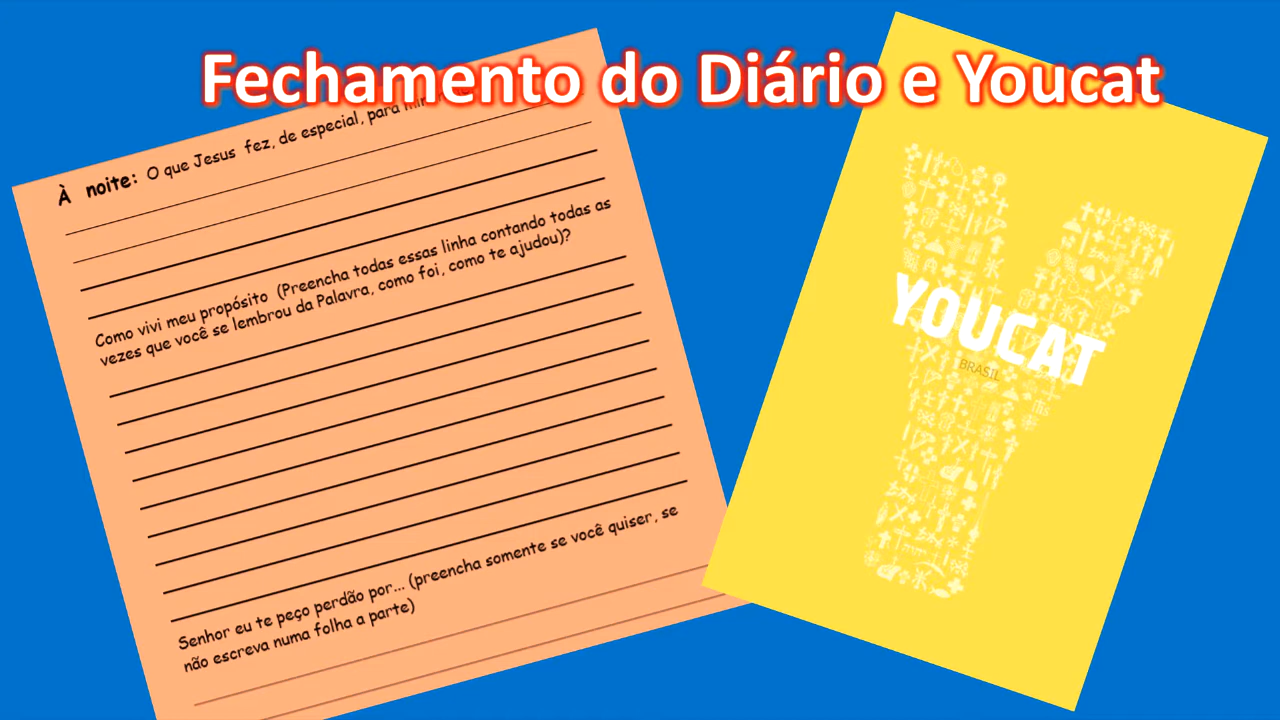 Fechamento do Diário e Youcat
À noite: O que Jesus fez, de especial, para
Como vivi meu propósito (Preencha todas essas linha contando todas as
vezes que você se lembrou da Palavra, como foi, como te ajudou)?
Senhor eu te peço perdão por... (preencha somente se você quiser, se
não escreva numa folha a parte)
YOUCAT
BRASIL